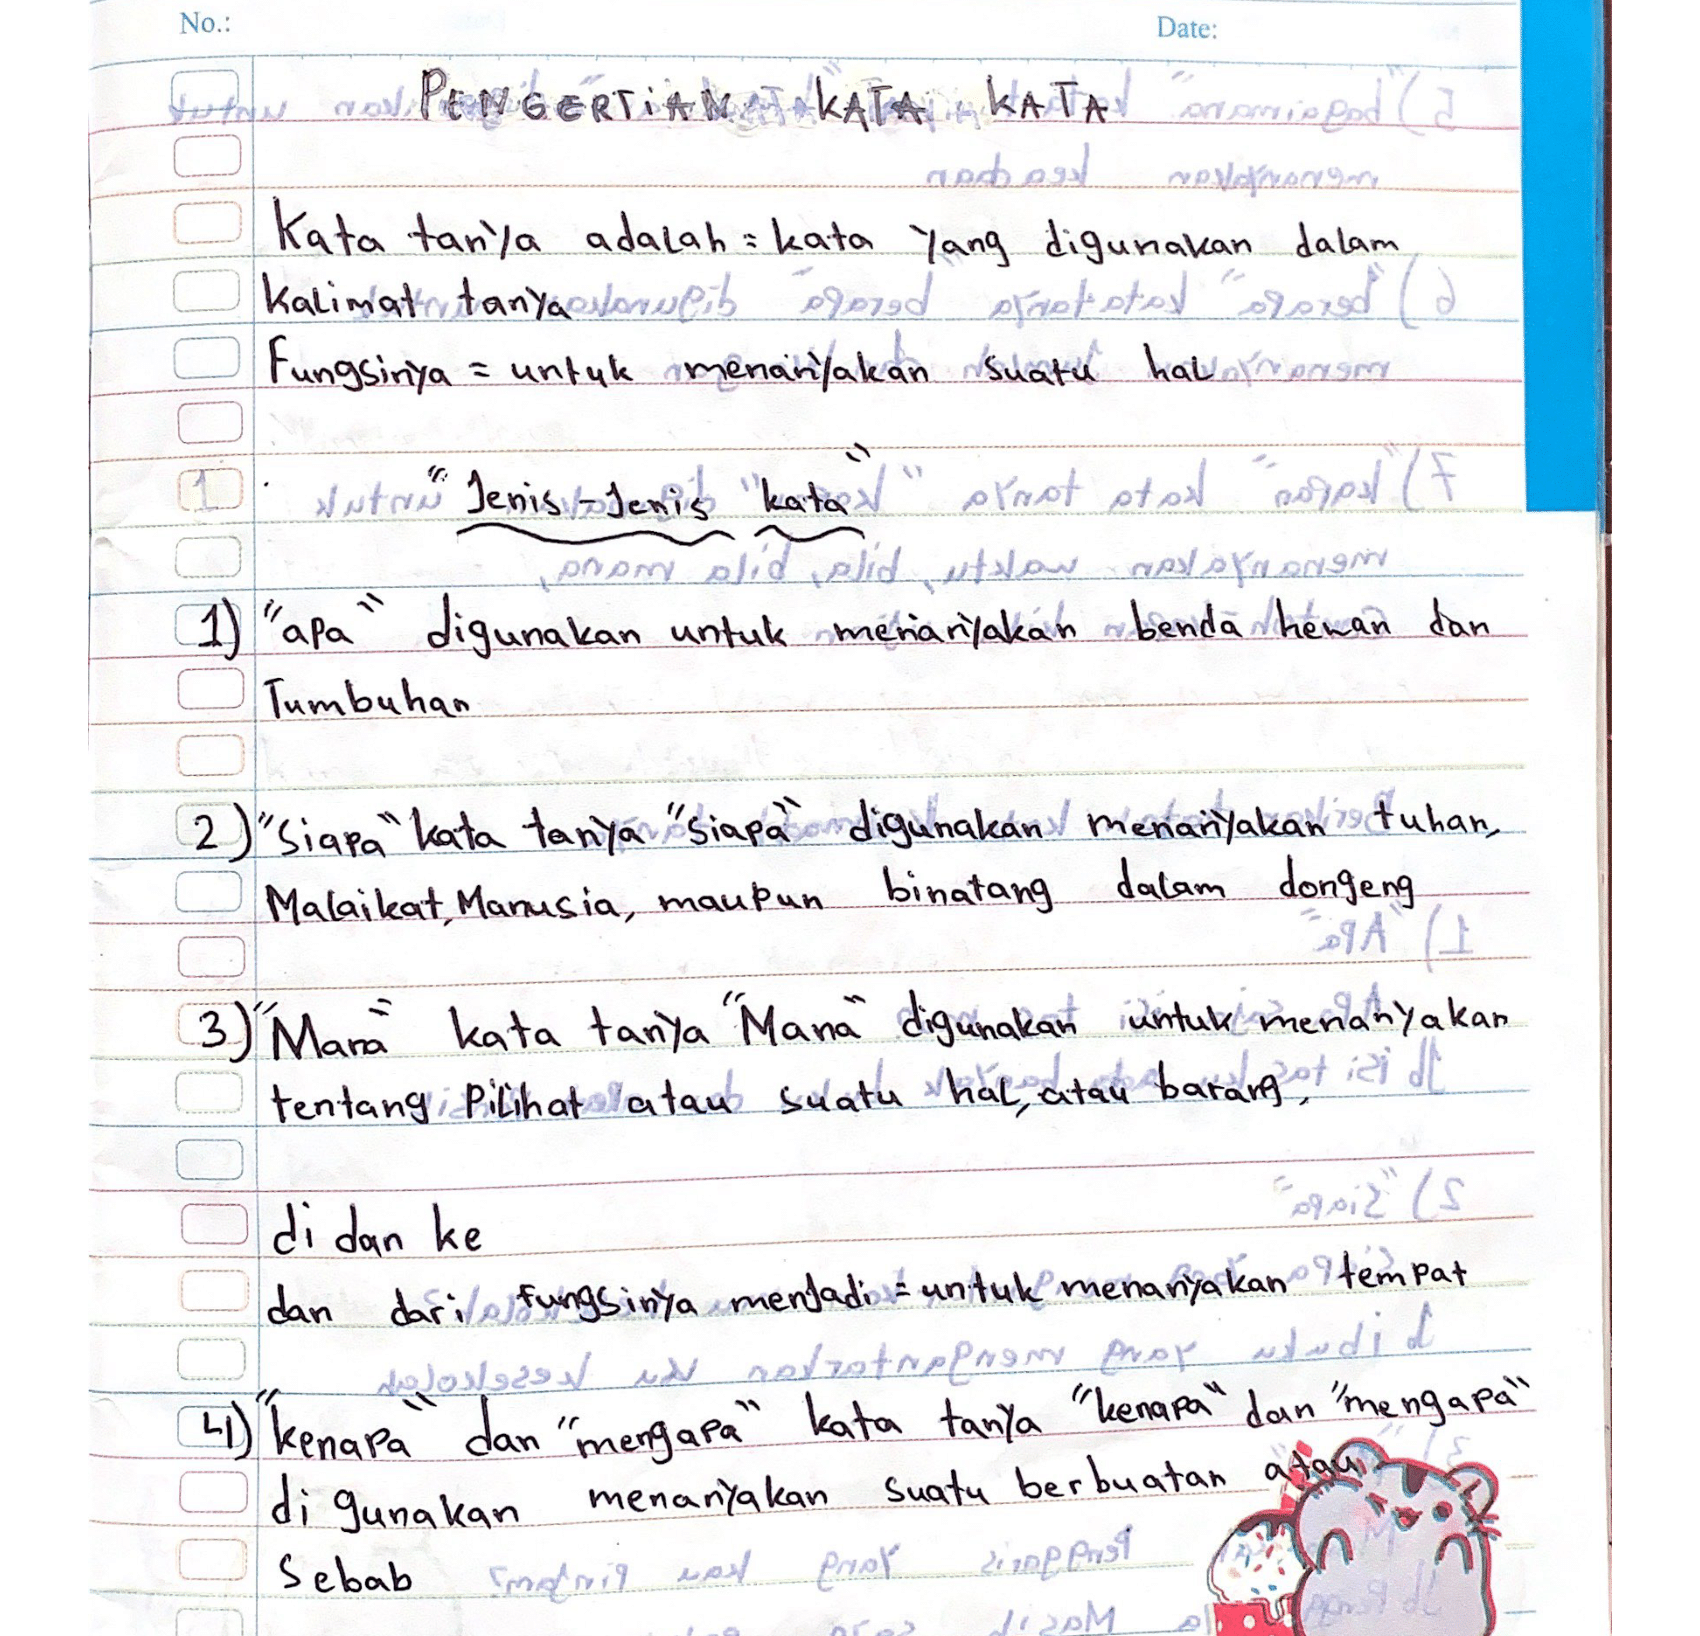 No.:
Date:
PENGERTIAN KATA-KATA
Kata tanya adalah = kata yang digunakan dalam
Kalimat tanya
Fungsinya = untuk menanyakan suatu hal
"Jenis-Jenis kata"
1) "apa" digunakan untuk menanyakan benda hewan dan
Tumbuhan
2) "Siapa" kata tanya "siapa" digunakan menanyakan tuhan,
Malaikat, Manusia, maupun binatang dalam dongeng
3) "Mana" kata tanya "Mana" digunakan untuk menanyakan
tentang Pilihat atau suatu hal, atau barang,
di dan ke
dan dari fungsinya menjadi = untuk menanyakan tempat
4) "kenapa" dan "mengapa" kata tanya "kenapa" dan "mengapa"
di gunakan menanyakan suatu berbuatan atau
Sebab